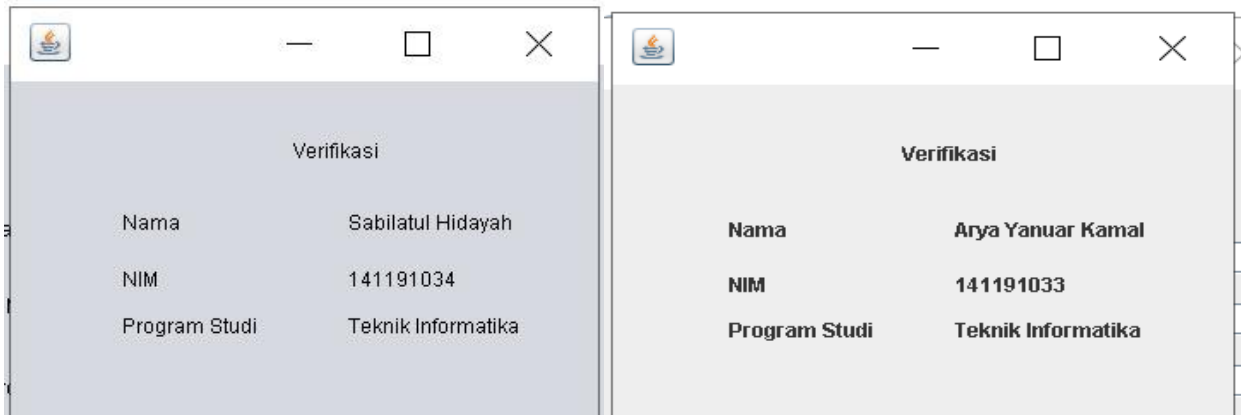 Verifikasi
Nama Sabilatul Hidayah
NIM 141191034
Program Studi Teknik Informatika
Verifikasi
Nama Arya Yanuar Kamal
NIM 141191033
Program Studi Teknik Informatika